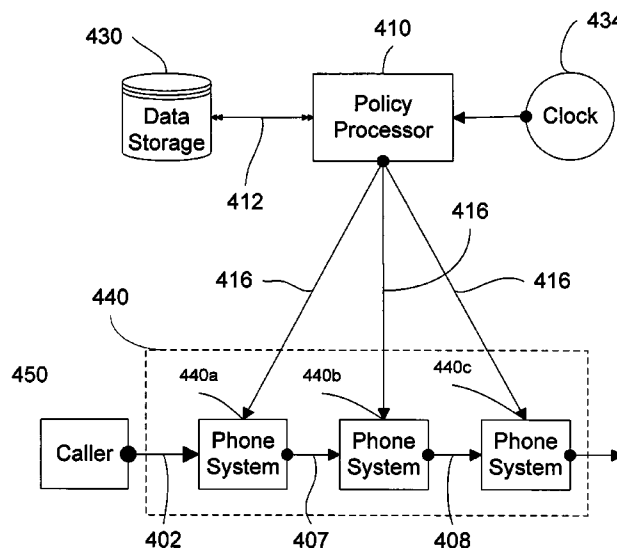 430
410
434
Data
Storage
Policy
Processor
Clock
412
416
416
416
440
450
440a
440b
440c
Caller
Phone
System
Phone
System
Phone
System
402
407
408